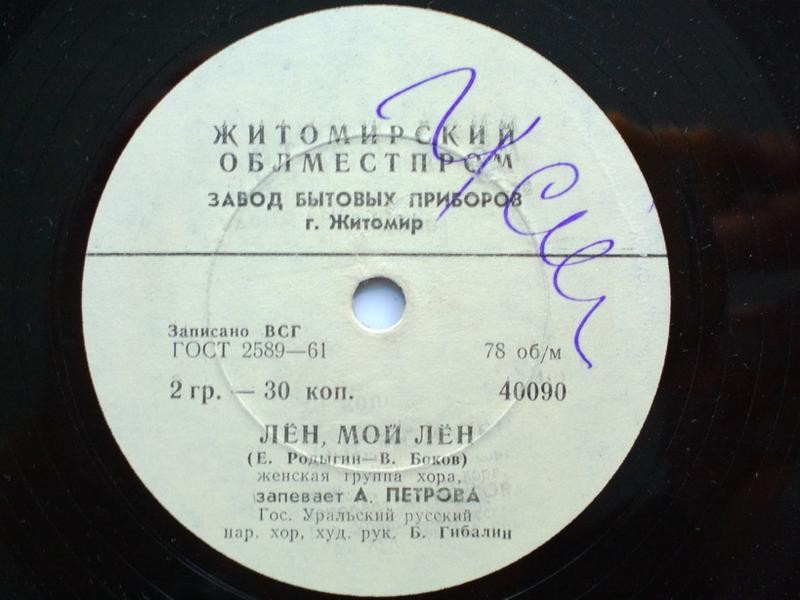 ЖИТОМИРСКИЙ
ОБЛМЕСТПРОМ
ЗАВОД БЫТОВЫХ ПРИБОРОВ
г. Житомир
Записано ВСГ
ГОСТ 2589—61 78 об/м
2 гр. — 30 коп. 40090
ЛЁН, МОЙ ЛЁН
(Е. Родыгин—В. Боков)
женская группа хора,
запевает А. ПЕТРОВА
Гос. Уральский русский
нар. хор, худ. рук. Б. Гибалин